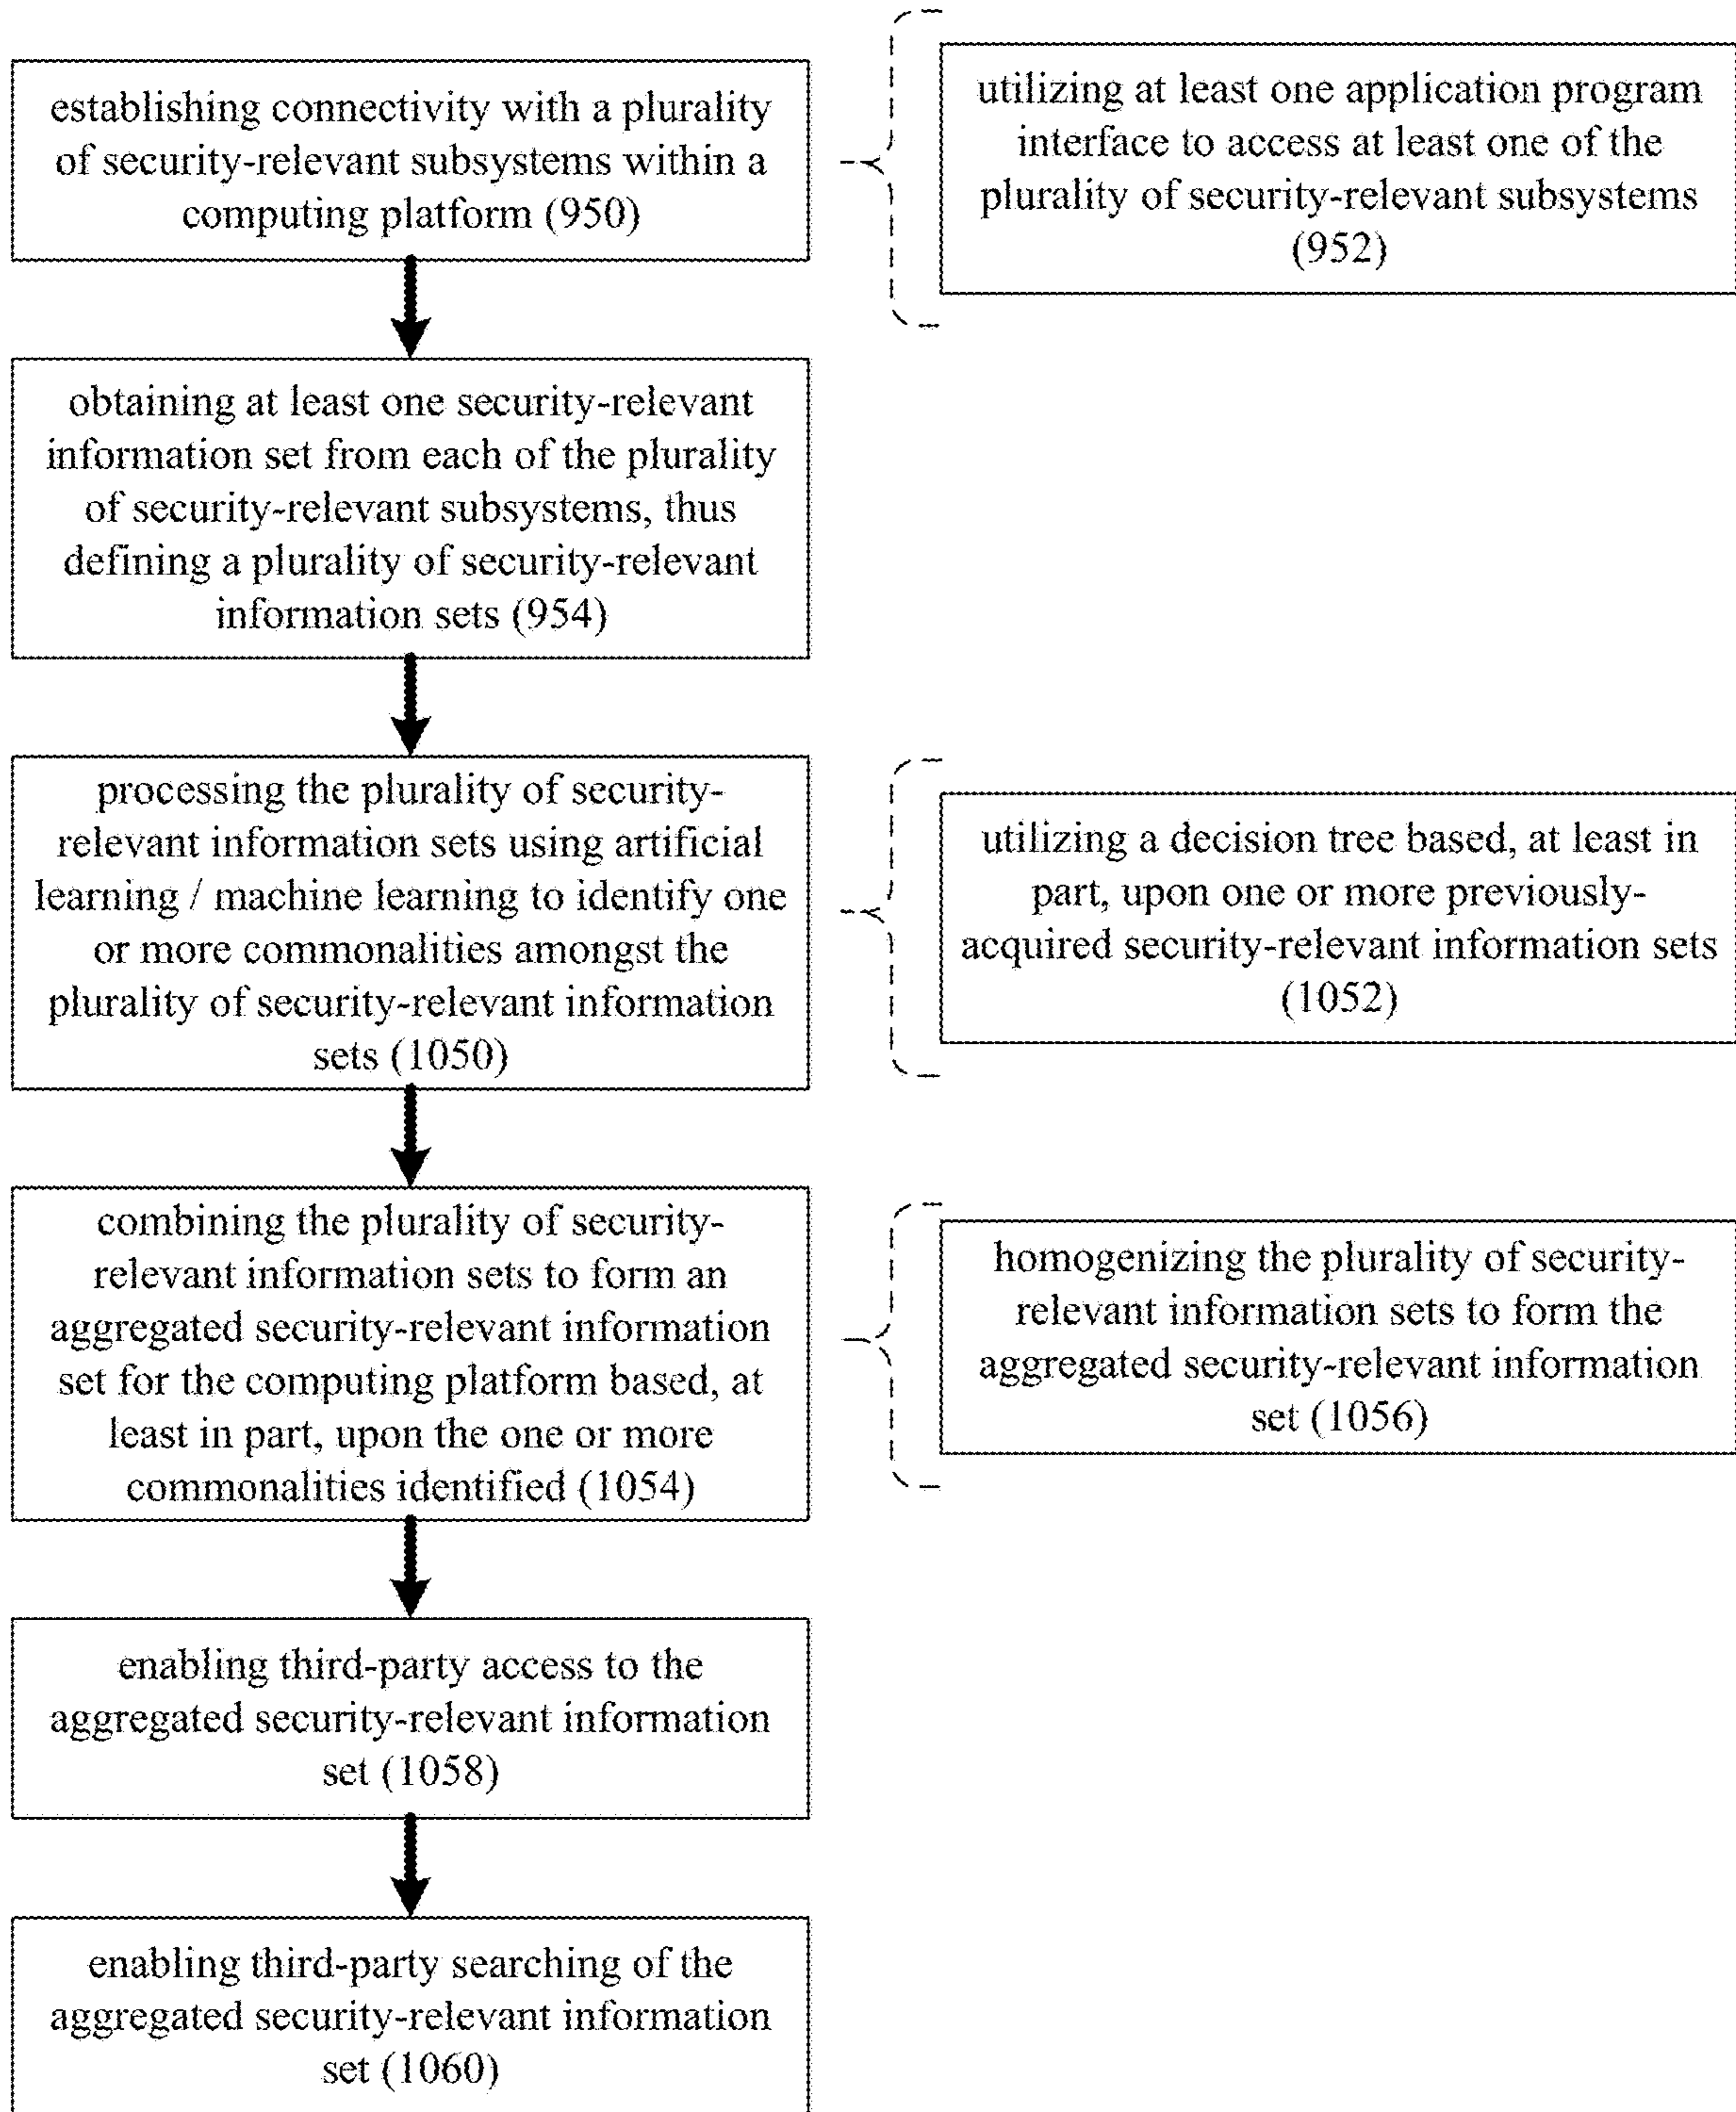 establishing connectivity with a plurality
of security-relevant subsystems within a
computing platform (950)
utilizing at least one application program
interface to access at least one of the
plurality of security-relevant subsystems
(952)
obtaining at least one security-relevant
information set from each of the plurality
of security-relevant subsystems, thus
defining a plurality of security-relevant
information sets (954)
processing the plurality of security-
relevant information sets using artificial
learning / machine learning to identify one
or more commonalities amongst the
plurality of security-relevant information
sets (1050)
utilizing a decision tree based, at least in
part, upon one or more previously-
acquired security-relevant information sets
(1052)
combining the plurality of security-
relevant information sets to form an
aggregated security-relevant information
set for the computing platform based, at
least in part, upon the one or more
commonalities identified (1054)
homogenizing the plurality of security-
relevant information sets to form the
aggregated security-relevant information
set (1056)
enabling third-party access to the
aggregated security-relevant information
set (1058)
enabling third-party searching of the
aggregated security-relevant information
set (1060)